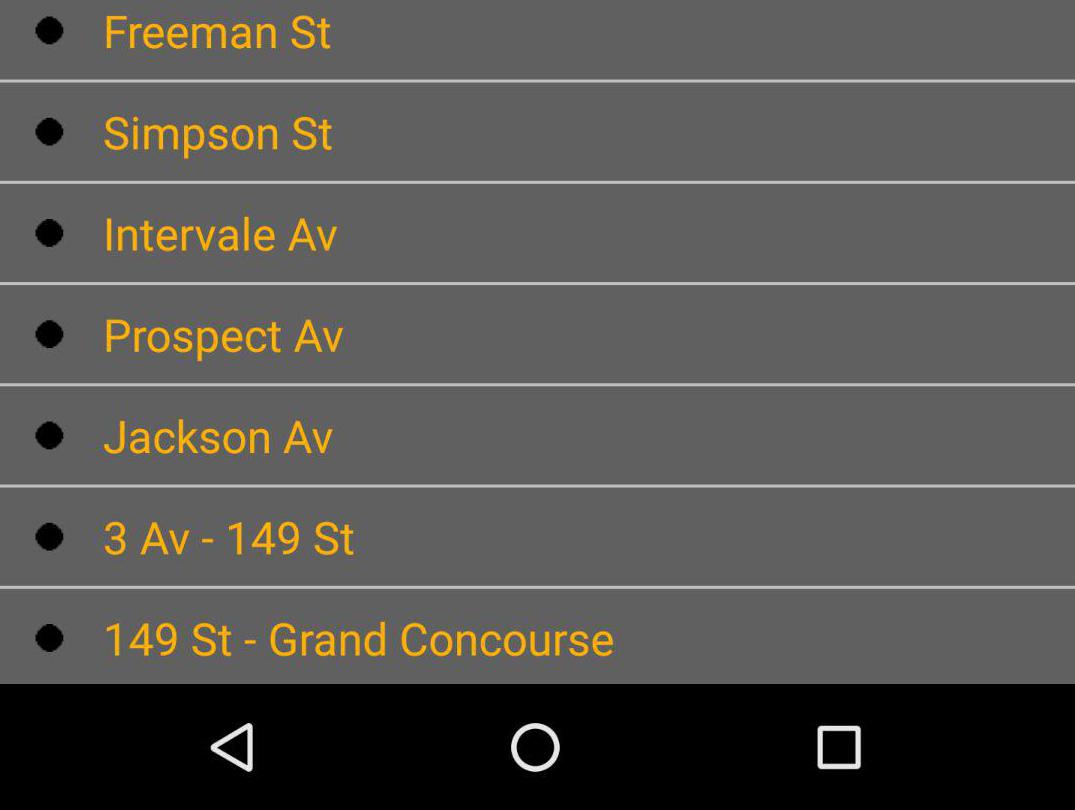 Freeman St
Simpson St
Intervale Av
Prospect Av
Jackson Av
3 Av - 149 St
149 St - Grand Concourse